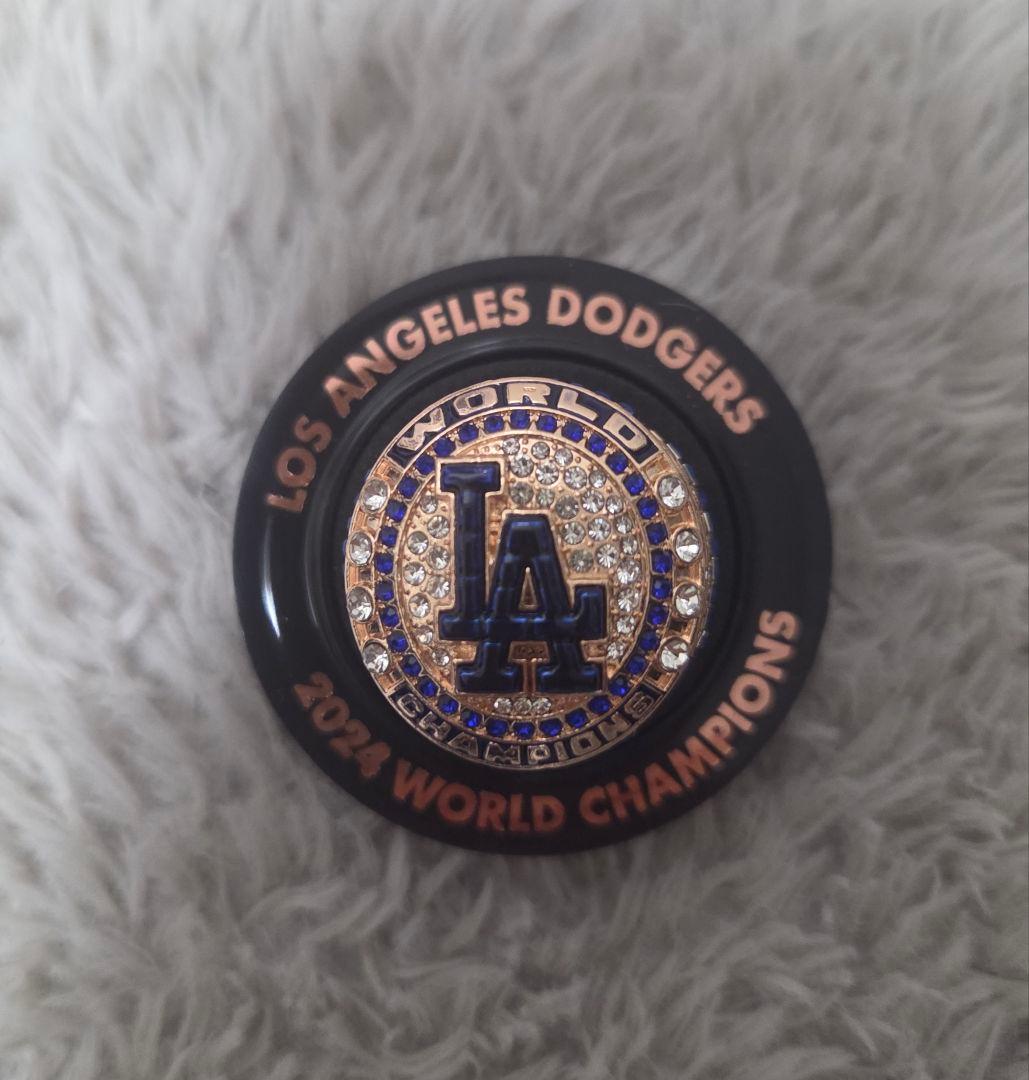 LOS ANGELES DODGERS
WORLD
LA
CHAMPIONS
2024 WORLD CHAMPIONS